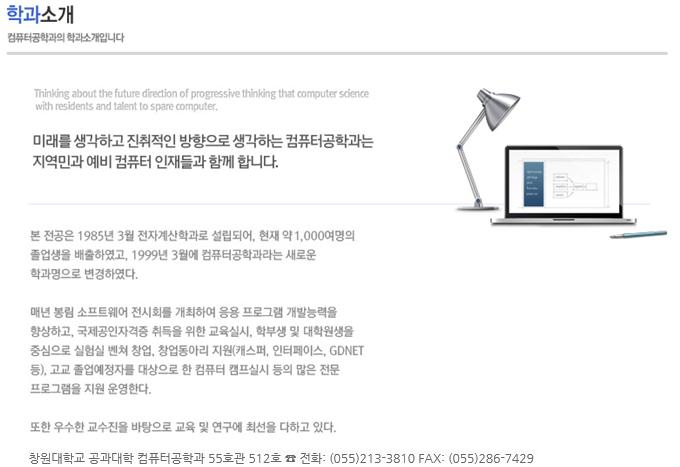 학과소개
컴퓨터공학과의 학과소개입니다
Thinking about the future direction of progressive thinking that computer science
with residents and talent to spare computer.
미래를 생각하고 진취적인 방향으로 생각하는 컴퓨터공학과는
지역민과 예비 컴퓨터 인재들과 함께 합니다.
본 전공은 1985년 3월 전자계산학과로 설립되어, 현재 약 1,000여명의
졸업생을 배출하였고, 1999년 3월에 컴퓨터공학과라는 새로운
학과명으로 변경하였다.
매년 봉림 소프트웨어 전시회를 개최하여 응용 프로그램 개발능력을
향상하고, 국제공인자격증 취득을 위한 교육실시, 학부생 및 대학원생을
중심으로 실험실 벤쳐 창업, 창업동아리 지원(캐스퍼, 인터페이스, GDNET
등), 고교 졸업예정자를 대상으로 한 컴퓨터 캠프실시 등의 많은 전문
프로그램을 지원 운영한다.
또한 우수한 교수진을 바탕으로 교육 및 연구에 최선을 다하고 있다.
창원대학교 공과대학 컴퓨터공학과 55호관 512호 ☎ 전화: (055)213-3810 FAX: (055)286-7429